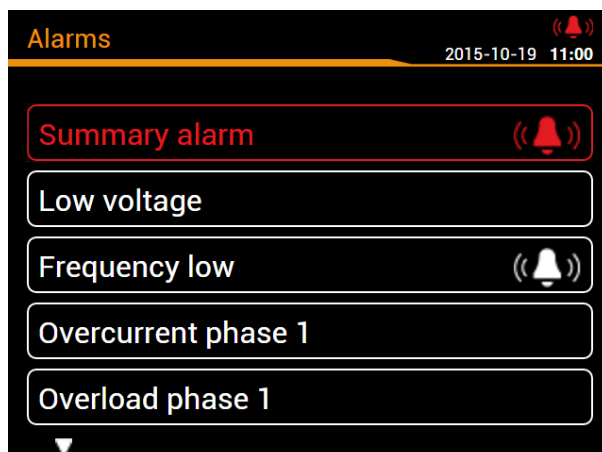 Alarms
2015-10-19 11:00
Summary alarm
Low voltage
Frequency low
Overcurrent phase 1
Overload phase 1